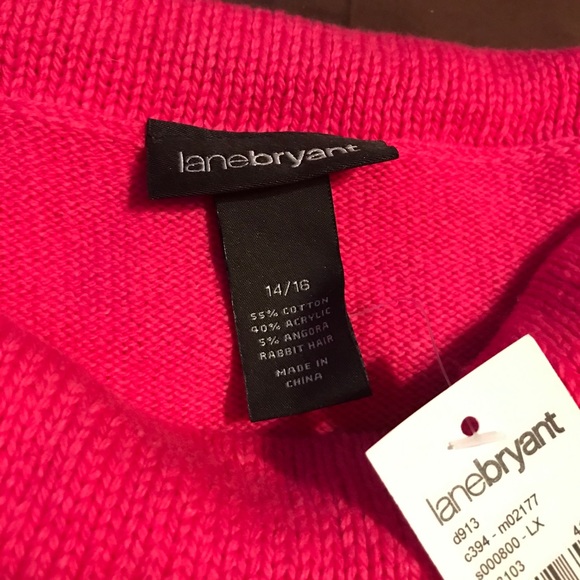 lanebryant
14/16
55% COTTON
40% ACRYLIC
5% ANGORA
RABBIT HAIR
MADE IN
CHINA
lanebryant
d913
c394 - m02177
s000800 - LX